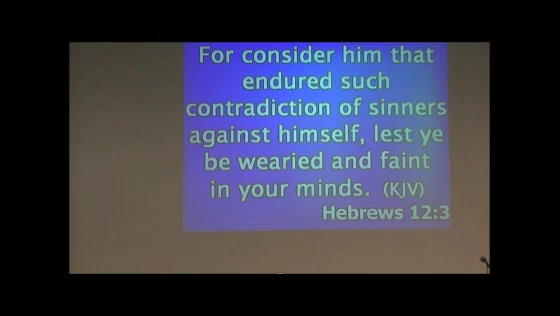 For consider him that
endured such
contradiction of sinners
against himself, lest ye
be wearied and faint
in your minds. (KJV)
Hebrews 12:3